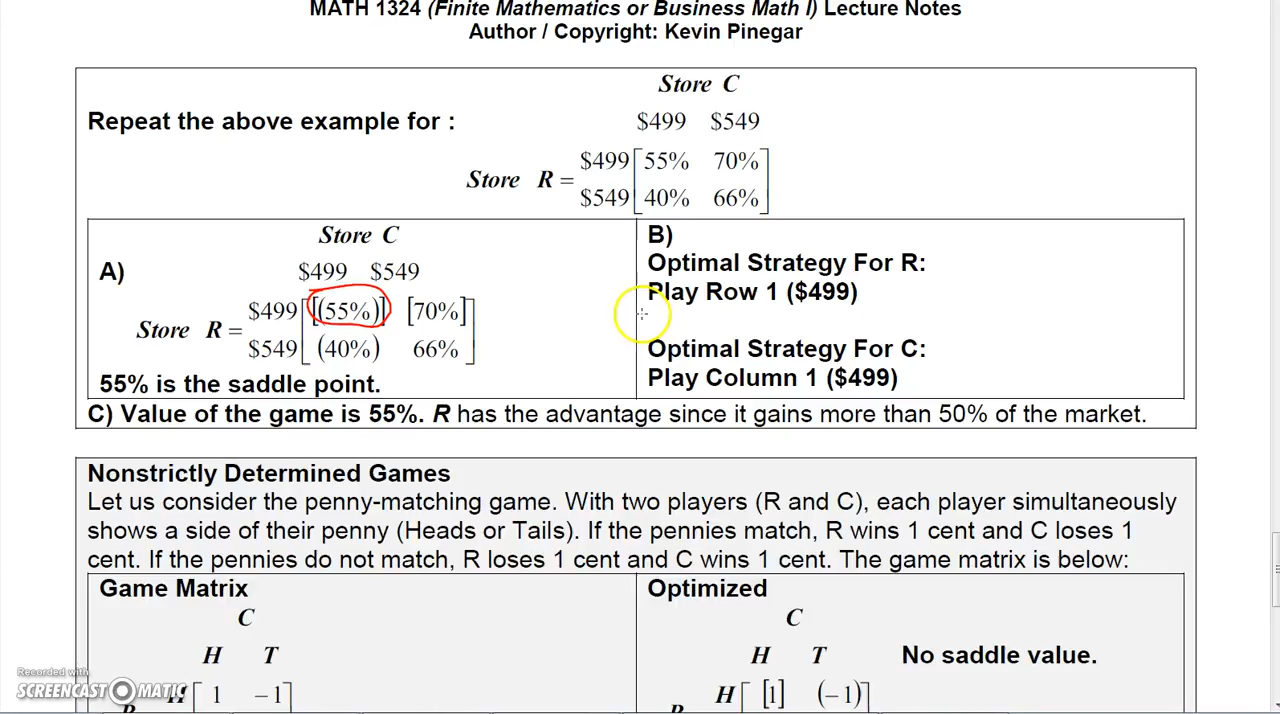 MATH 1324 (Finite Mathematics or Business Math I) Lecture Notes
Author / Copyright: Kevin Pinegar
Store C
Repeat the above example for :
$499 $549
Store R = $499 [ 55% 70% ]
$549 [ 40% 66% ]
A)
Store C
$499 $549
Store R = $499 [ [(55%)] [70%] ]
$549 [ (40%) 66% ]
55% is the saddle point.
B)
Optimal Strategy For R:
Play Row 1 ($499)
Optimal Strategy For C:
Play Column 1 ($499)
C) Value of the game is 55%. R has the advantage since it gains more than 50% of the market.
Nonstrictly Determined Games
Let us consider the penny-matching game. With two players (R and C), each player simultaneously
shows a side of their penny (Heads or Tails). If the pennies match, R wins 1 cent and C loses 1
cent. If the pennies do not match, R loses 1 cent and C wins 1 cent. The game matrix is below:
Game Matrix
C
H T
H [ 1 −1 ]
R
Optimized
C
H T
No saddle value.
H [ [1] (−1) ]
R
Recorded with
SCREENCAST O MATIC